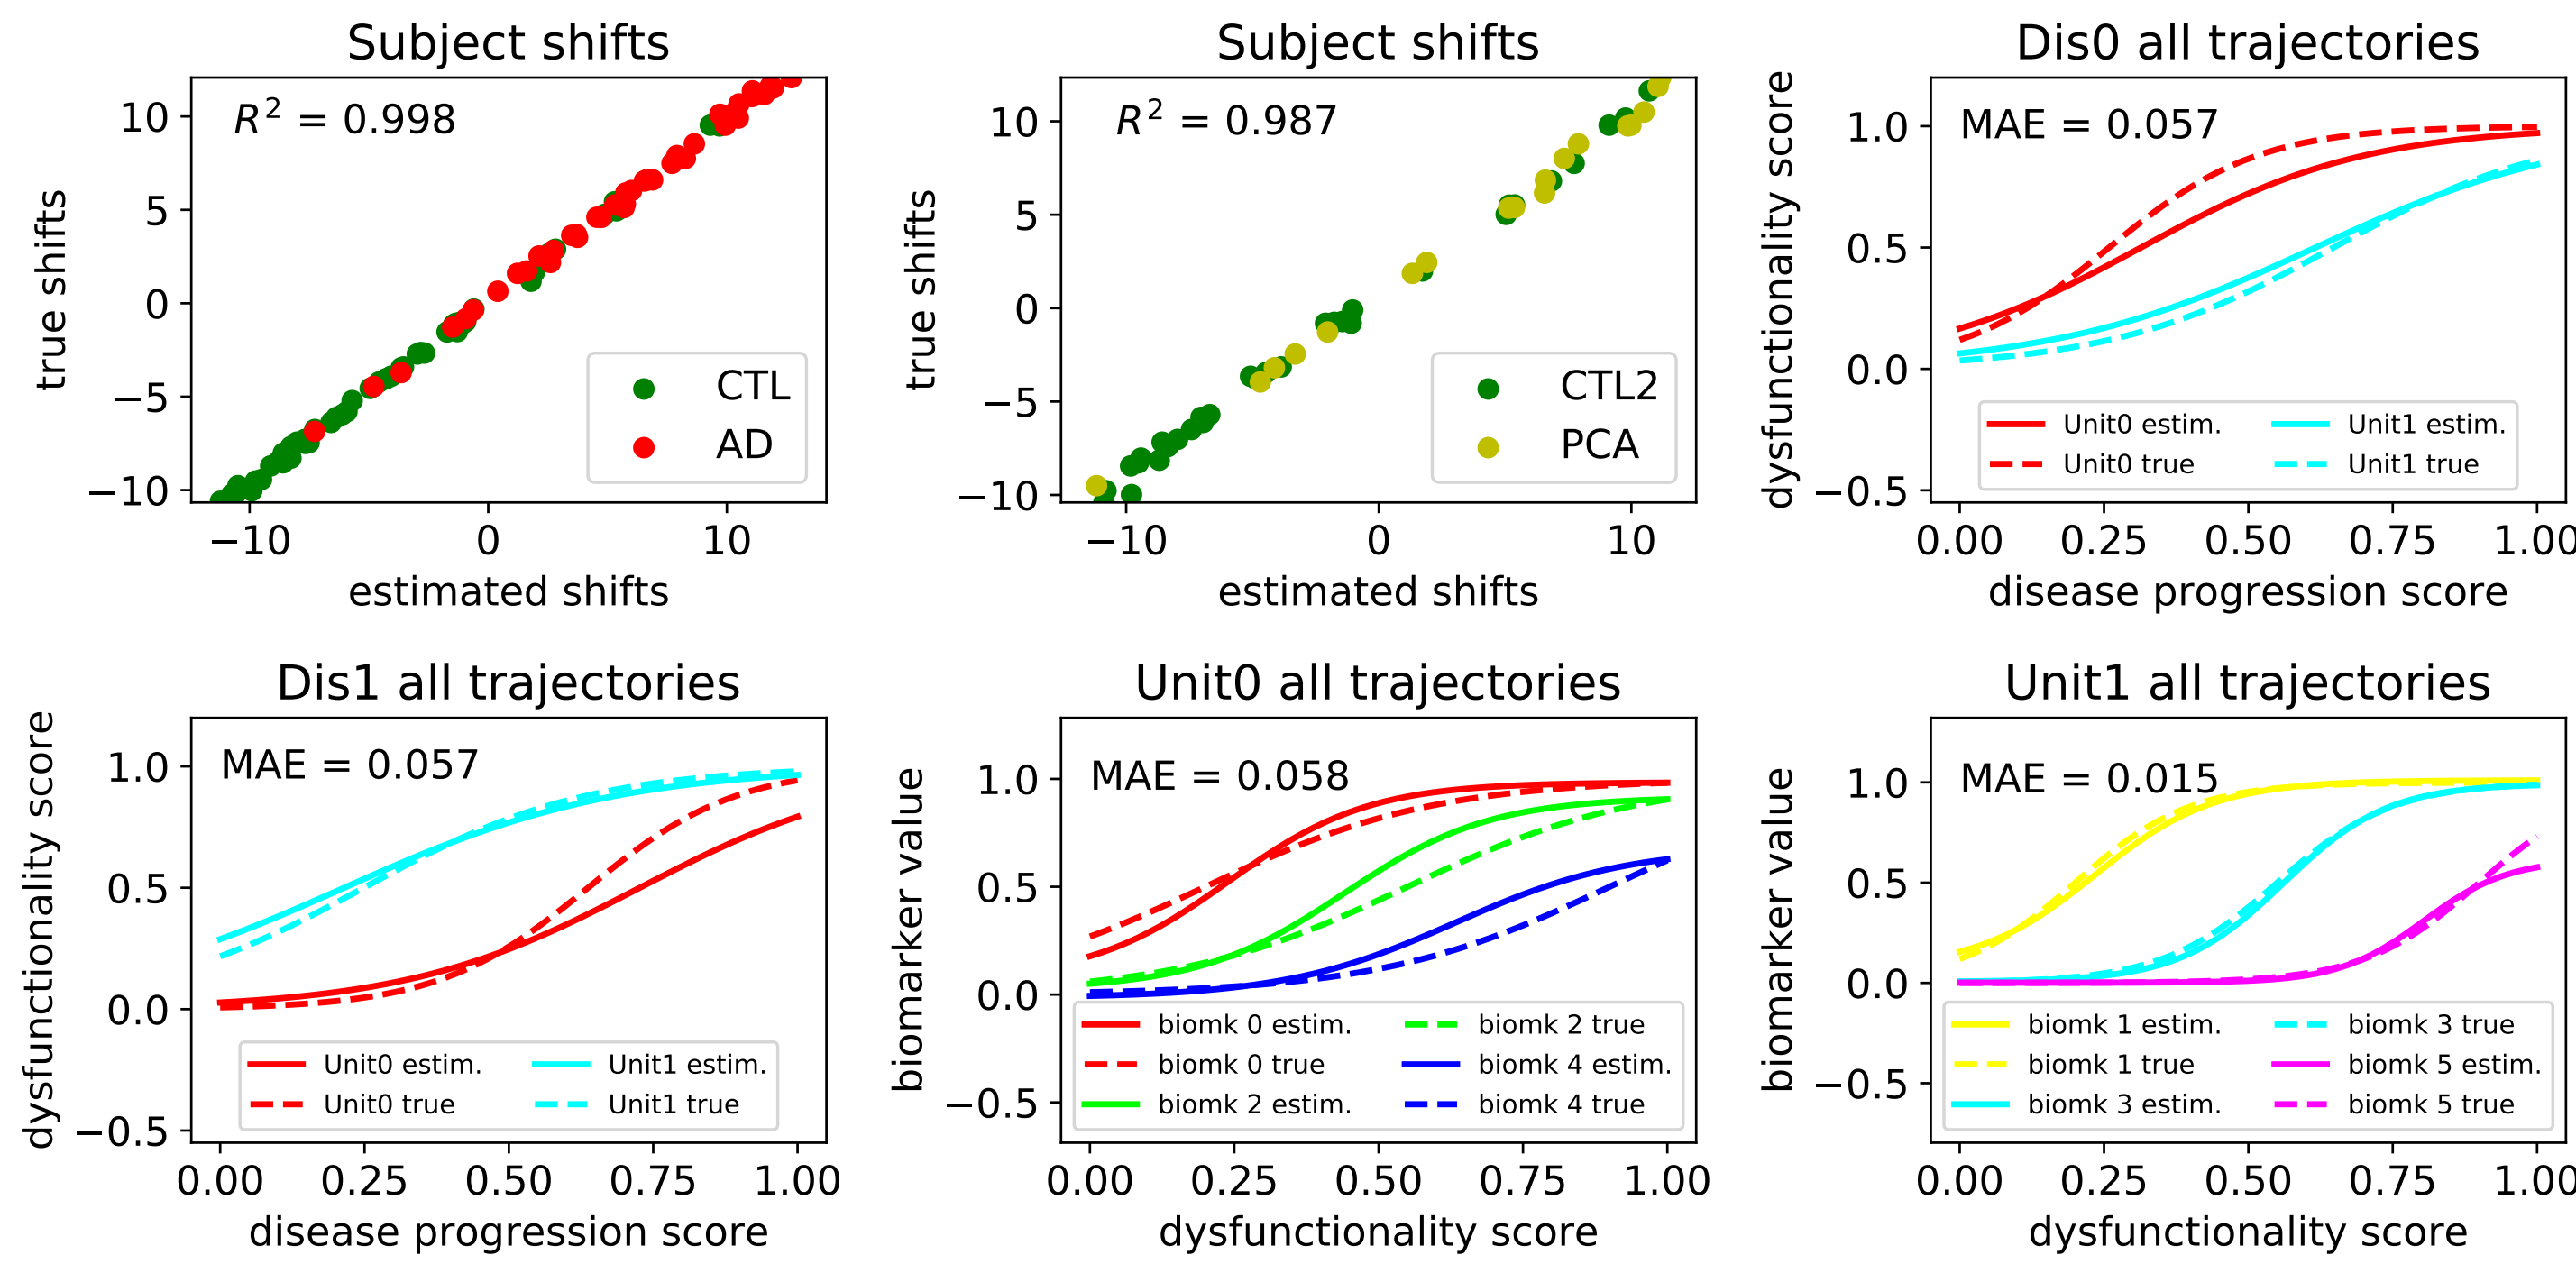 Subject shifts
R² = 0.998
true shifts
10
5
0
−5
−10
CTL
AD
−10 0 10
estimated shifts
Subject shifts
R² = 0.987
true shifts
10
5
0
−5
−10
CTL2
PCA
−10 0 10
estimated shifts
Dis0 all trajectories
MAE = 0.057
dysfunctionality score
1.0
0.5
0.0
−0.5
Unit0 estim. Unit1 estim.
Unit0 true Unit1 true
0.00 0.25 0.50 0.75 1.00
disease progression score
Dis1 all trajectories
MAE = 0.057
dysfunctionality score
1.0
0.5
0.0
−0.5
Unit0 estim. Unit1 estim.
Unit0 true Unit1 true
0.00 0.25 0.50 0.75 1.00
disease progression score
Unit0 all trajectories
MAE = 0.058
biomarker value
1.0
0.5
0.0
−0.5
biomk 0 estim. biomk 2 true
biomk 0 true biomk 4 estim.
biomk 2 estim. biomk 4 true
0.00 0.25 0.50 0.75 1.00
dysfunctionality score
Unit1 all trajectories
MAE = 0.015
biomarker value
1.0
0.5
0.0
−0.5
biomk 1 estim. biomk 3 true
biomk 1 true biomk 5 estim.
biomk 3 estim. biomk 5 true
0.00 0.25 0.50 0.75 1.00
dysfunctionality score